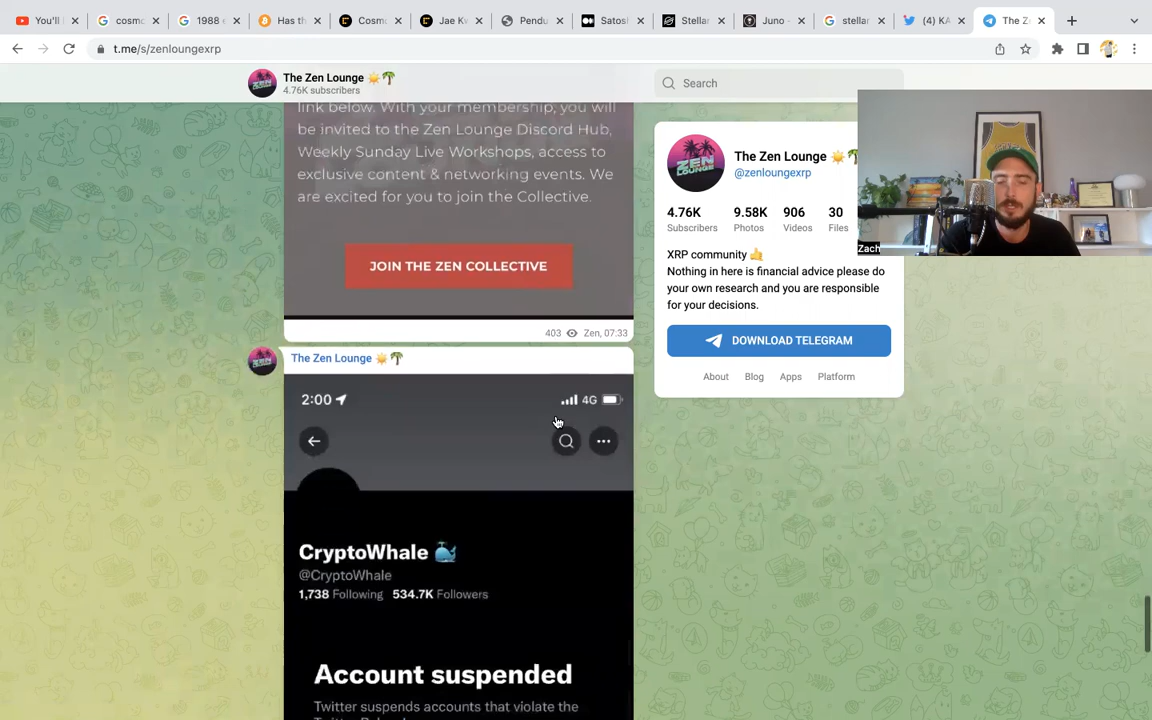 You'll
cosmo
1988 e
Has th
Cosmo
Jae Kw
Pendu
Satosh
Stellar
Juno -
stellar
(4) KA
The Ze
t.me/s/zenloungexrp
The Zen Lounge ☀️🌴
4.76K subscribers
Search
link below. With your membership, you will
be invited to the Zen Lounge Discord Hub,
Weekly Sunday Live Workshops, access to
exclusive content & networking events. We
are excited for you to join the Collective.
JOIN THE ZEN COLLECTIVE
403 Zen, 07:33
The Zen Lounge ☀️🌴
2:00
4G
CryptoWhale 🐳
@CryptoWhale
1,738 Following 534.7K Followers
Account suspended
Twitter suspends accounts that violate the
ZEN
LOUNGE
The Zen Lounge ☀️🌴
@zenloungexrp
4.76K 9.58K 906 30
Subscribers Photos Videos Files
XRP community 🤙
Nothing in here is financial advice please do
your own research and you are responsible
for your decisions.
DOWNLOAD TELEGRAM
About Blog Apps Platform
Zach